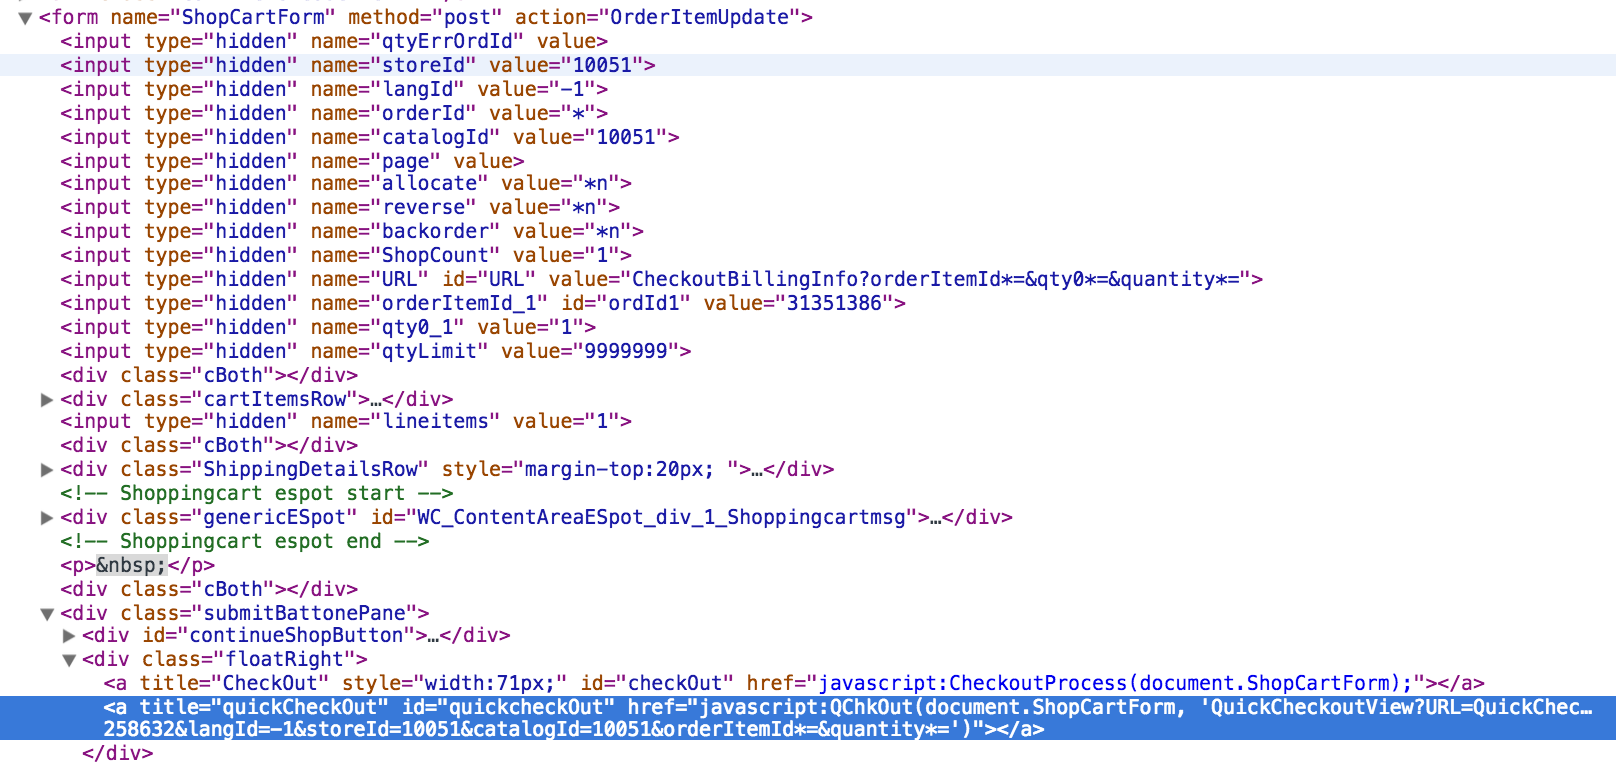 <form name="ShopCartForm" method="post" action="OrderItemUpdate">
<input type="hidden" name="qtyErrOrdId" value>
<input type="hidden" name="storeId" value="10051">
<input type="hidden" name="langId" value="-1">
<input type="hidden" name="orderId" value="*">
<input type="hidden" name="catalogId" value="10051">
<input type="hidden" name="page" value>
<input type="hidden" name="allocate" value="*n">
<input type="hidden" name="reverse" value="*n">
<input type="hidden" name="backorder" value="*n">
<input type="hidden" name="ShopCount" value="1">
<input type="hidden" name="URL" id="URL" value="CheckoutBillingInfo?orderItemId*=&qty0*=&quantity*=">
<input type="hidden" name="orderItemId_1" id="ordId1" value="31351386">
<input type="hidden" name="qty0_1" value="1">
<input type="hidden" name="qtyLimit" value="9999999">
<div class="cBoth"></div>
<div class="cartItemsRow">…</div>
<input type="hidden" name="lineitems" value="1">
<div class="cBoth"></div>
<div class="ShippingDetailsRow" style="margin-top:20px; ">…</div>
<!-- Shoppingcart espot start -->
<div class="genericESpot" id="WC_ContentAreaESpot_div_1_Shoppingcartmsg">…</div>
<!-- Shoppingcart espot end -->
<p>&nbsp;</p>
<div class="cBoth"></div>
<div class="submitBattonePane">
<div id="continueShopButton">…</div>
<div class="floatRight">
<a title="CheckOut" style="width:71px;" id="checkOut" href="javascript:CheckoutProcess(document.ShopCartForm);"></a>
<a title="quickCheckOut" id="quickcheckOut" href="javascript:QChkOut(document.ShopCartForm, 'QuickCheckoutView?URL=QuickChec…
258632&langId=-1&storeId=10051&catalogId=10051&orderItemId*=&quantity*=')"></a>
</div>